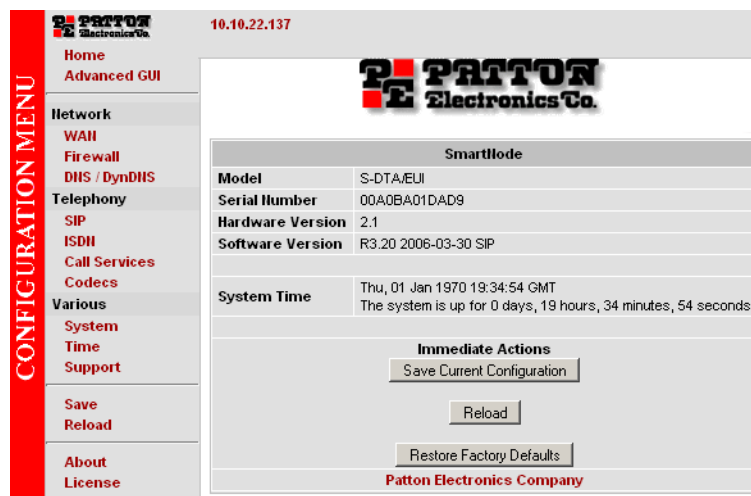 CONFIGURATION MENU
PATTON
Electronics Co.
Home
Advanced GUI
Network
WAN
Firewall
DNS / DynDNS
Telephony
SIP
ISDN
Call Services
Codecs
Various
System
Time
Support
Save
Reload
About
License
10.10.22.137
PE PATTON
Electronics Co.
SmartNode
Model S-DTA/EUI
Serial Number 00A0BA01DAD9
Hardware Version 2.1
Software Version R3.20 2006-03-30 SIP
System Time Thu, 01 Jan 1970 19:34:54 GMT
The system is up for 0 days, 19 hours, 34 minutes, 54 seconds
Immediate Actions
Save Current Configuration
Reload
Restore Factory Defaults
Patton Electronics Company